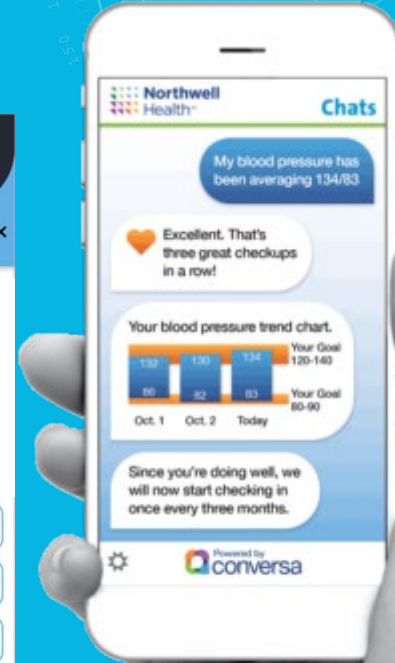 Northwell
Health
Chats
My blood pressure has
been averaging 134/83
Excellent. That's
three great checkups
in a row!
Your blood pressure trend chart.
132 130 134
Your Goal
120-140
82 83
Your Goal
80-90
Oct. 1 Oct. 2 Today
Since you're doing well, we
will now start checking in
once every three months.
Powered by
conversa